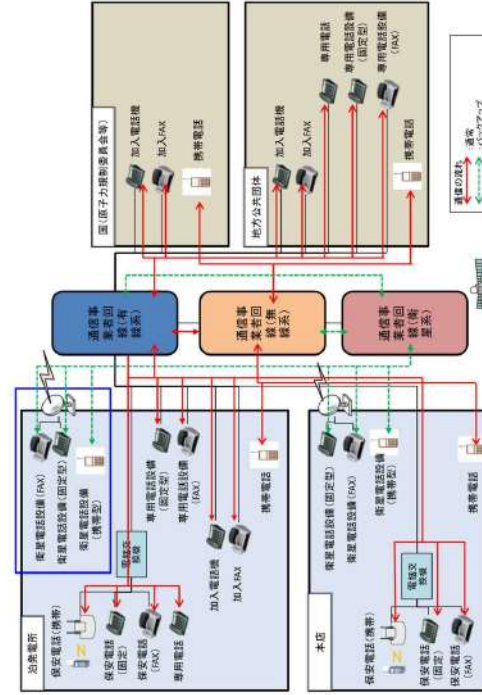 泊発電所
保安電話(携帯)
保安電話
(固定)
保安電話
(FAX)
専用電話
電話交
換機
衛星電話設備(FAX)
衛星電話設備(固定型)
衛星電話設備
(携帯型)
専用電話設備
(固定型)
専用電話設備
(FAX)
加入電話機
加入FAX
携帯電話
本店
保安電話(携帯)
保安電話
(固定)
保安電話
(FAX)
電話交
換機
衛星電話設備(固定型)
衛星電話設備(FAX)
衛星電話設備
(携帯型)
携帯電話
通信事
業者回
線(有
線系)
通信事
業者回
線(無
線系)
通信事
業者回
線(衛
星系)
国(原子力規制委員会等)
加入電話機
加入FAX
携帯電話
地方公共団体
加入電話機
加入FAX
専用電話
専用電話設備
(固定型)
専用電話設備
(FAX)
携帯電話
通信の流れ
:通常
:バックアップ